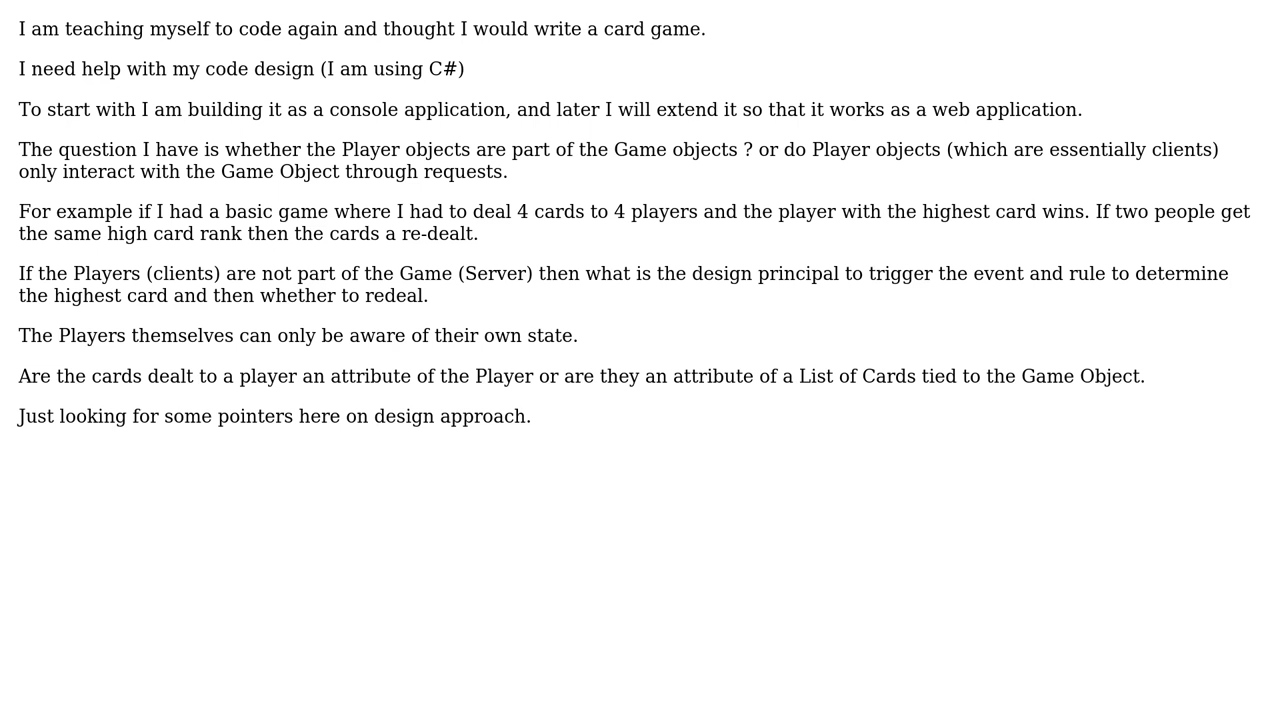 I am teaching myself to code again and thought I would write a card game.
I need help with my code design (I am using C#)
To start with I am building it as a console application, and later I will extend it so that it works as a web application.
The question I have is whether the Player objects are part of the Game objects ? or do Player objects (which are essentially clients)
only interact with the Game Object through requests.
For example if I had a basic game where I had to deal 4 cards to 4 players and the player with the highest card wins. If two people get
the same high card rank then the cards a re-dealt.
If the Players (clients) are not part of the Game (Server) then what is the design principal to trigger the event and rule to determine
the highest card and then whether to redeal.
The Players themselves can only be aware of their own state.
Are the cards dealt to a player an attribute of the Player or are they an attribute of a List of Cards tied to the Game Object.
Just looking for some pointers here on design approach.